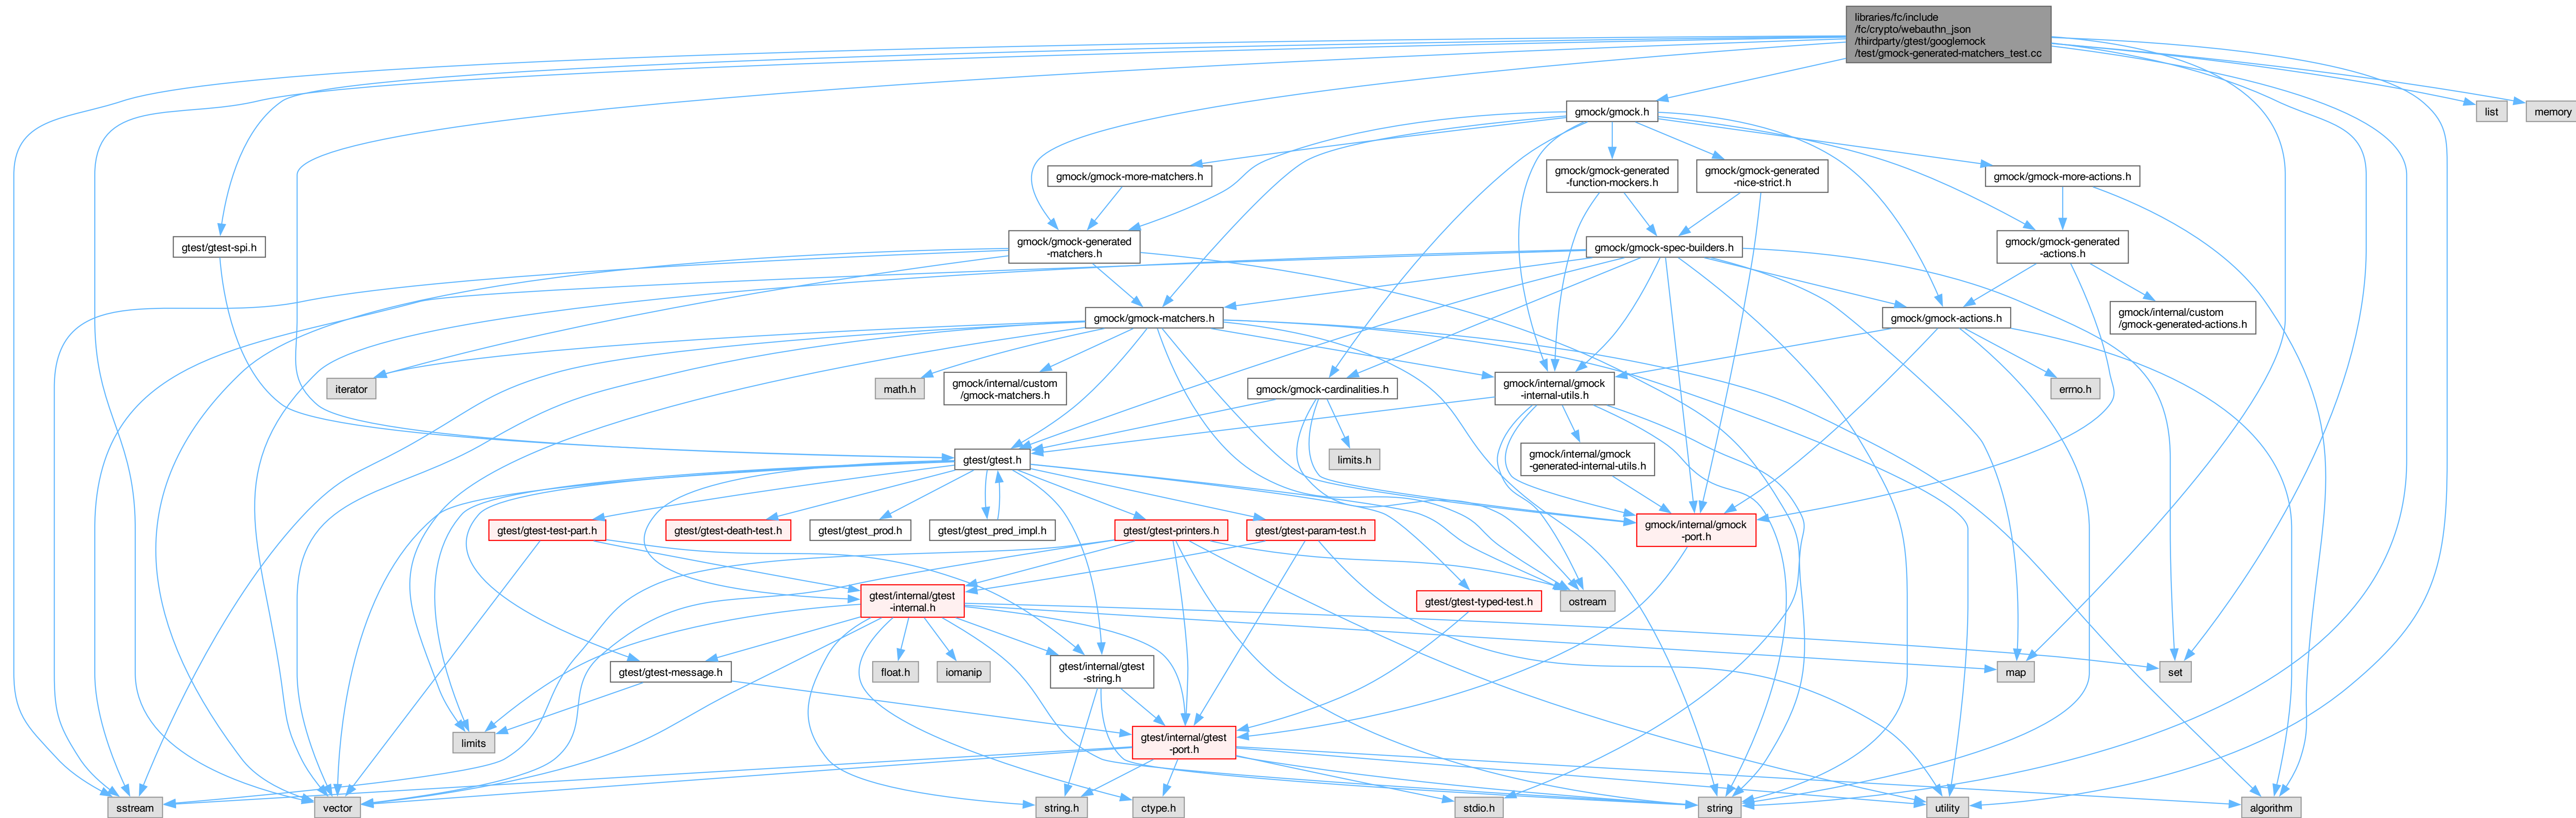 libraries/fc/include
/fc/crypto/webauthn_json
/thirdparty/gtest/googlemock
/test/gmock-generated-matchers_test.cc
gmock/gmock.h
list
memory
gmock/gmock-more-matchers.h
gmock/gmock-generated
-function-mockers.h
gmock/gmock-generated
-nice-strict.h
gmock/gmock-more-actions.h
gtest/gtest-spi.h
gmock/gmock-generated
-matchers.h
gmock/gmock-spec-builders.h
gmock/gmock-generated
-actions.h
gmock/gmock-matchers.h
gmock/gmock-actions.h
gmock/internal/custom
/gmock-generated-actions.h
iterator
math.h
gmock/internal/custom
/gmock-matchers.h
gmock/gmock-cardinalities.h
gmock/internal/gmock
-internal-utils.h
errno.h
gtest/gtest.h
limits.h
gmock/internal/gmock
-generated-internal-utils.h
gtest/gtest-test-part.h
gtest/gtest-death-test.h
gtest/gtest_prod.h
gtest/gtest_pred_impl.h
gtest/gtest-printers.h
gtest/gtest-param-test.h
gmock/internal/gmock
-port.h
gtest/internal/gtest
-internal.h
gtest/gtest-typed-test.h
ostream
gtest/gtest-message.h
float.h
iomanip
gtest/internal/gtest
-string.h
map
set
limits
gtest/internal/gtest
-port.h
sstream
vector
string.h
ctype.h
stdio.h
string
utility
algorithm